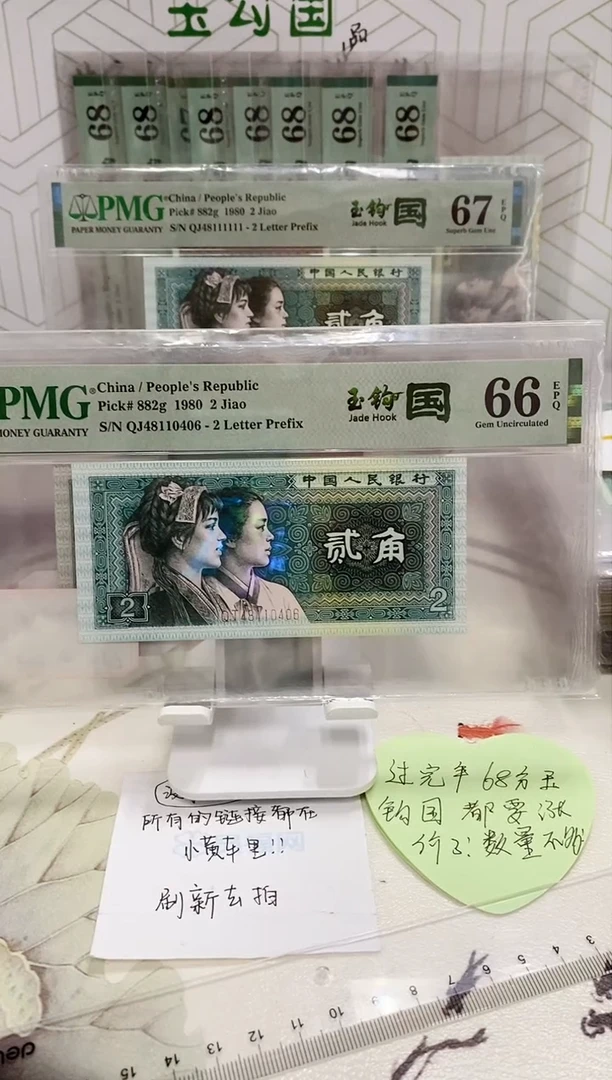 玉勾国
品
68 68 68 68 68 68 68
PMG
PAPER MONEY GUARANTY
China / People's Republic
Pick# 882g 1980 2 Jiao
S/N QJ48111111 - 2 Letter Prefix
玉钩国
Jade Hook
67
EPQ
Superb Gem Unc
中国人民银行
贰角
PMG
MONEY GUARANTY
China / People's Republic
Pick# 882g 1980 2 Jiao
S/N QJ48110406 - 2 Letter Prefix
玉钩国
Jade Hook
66
EPQ
Gem Uncirculated
中国人民银行
贰角
2
2
QJ48110406
所有的链接都在
小黄车里!!
刷新去拍
过完年68分玉
钩国都要涨
价了!数量不够
3 4 5 6 7 8 9 10 11 12 13 14 15
deli